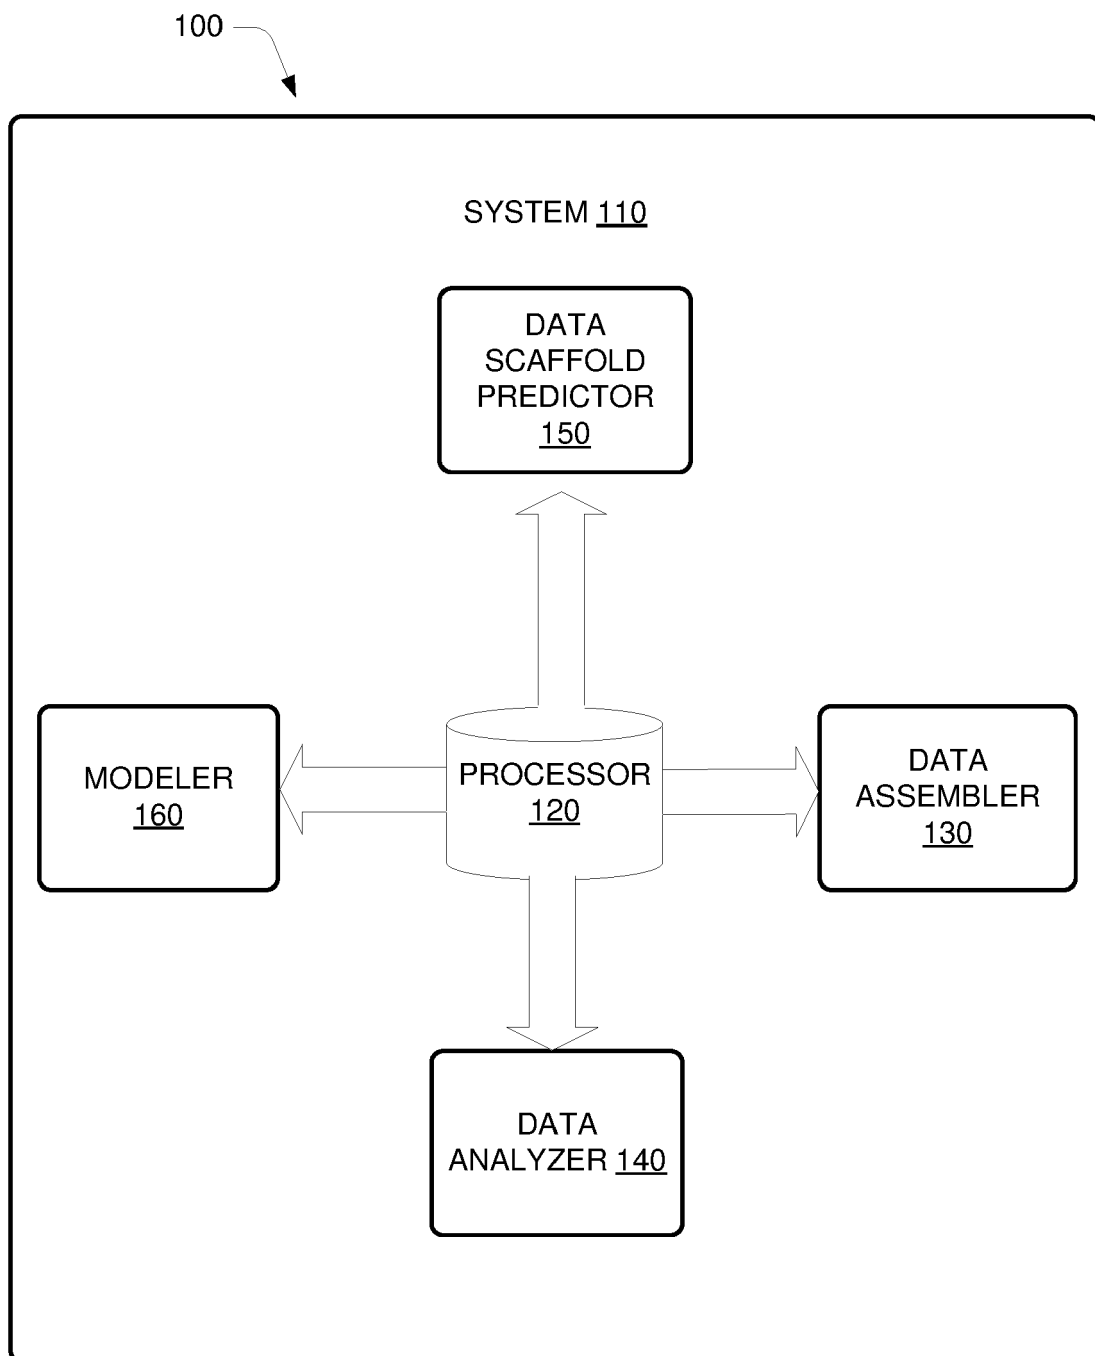 100
SYSTEM 110
DATA
SCAFFOLD
PREDICTOR
150
MODELER
160
PROCESSOR
120
DATA
ASSEMBLER
130
DATA
ANALYZER 140